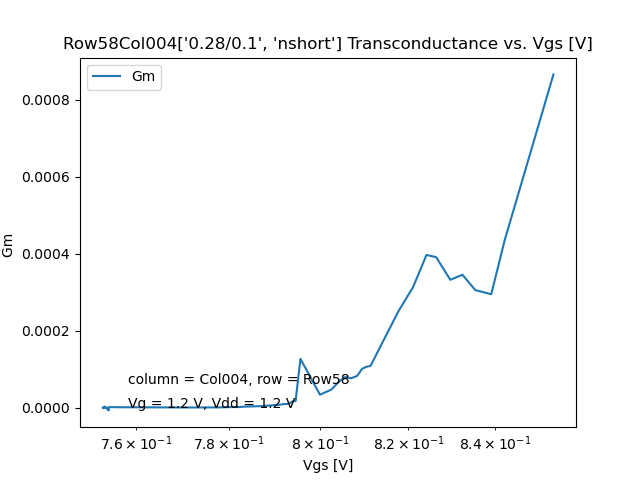 Row58Col004['0.28/0.1', 'nshort'] Transconductance vs. Vgs [V]
Gm
0.0008
0.0006
0.0004
0.0002
0.0000
Gm
column = Col004, row = Row58
Vg = 1.2 V, Vdd = 1.2 V
7.6 × 10⁻¹ 7.8 × 10⁻¹ 8 × 10⁻¹ 8.2 × 10⁻¹ 8.4 × 10⁻¹
Vgs [V]